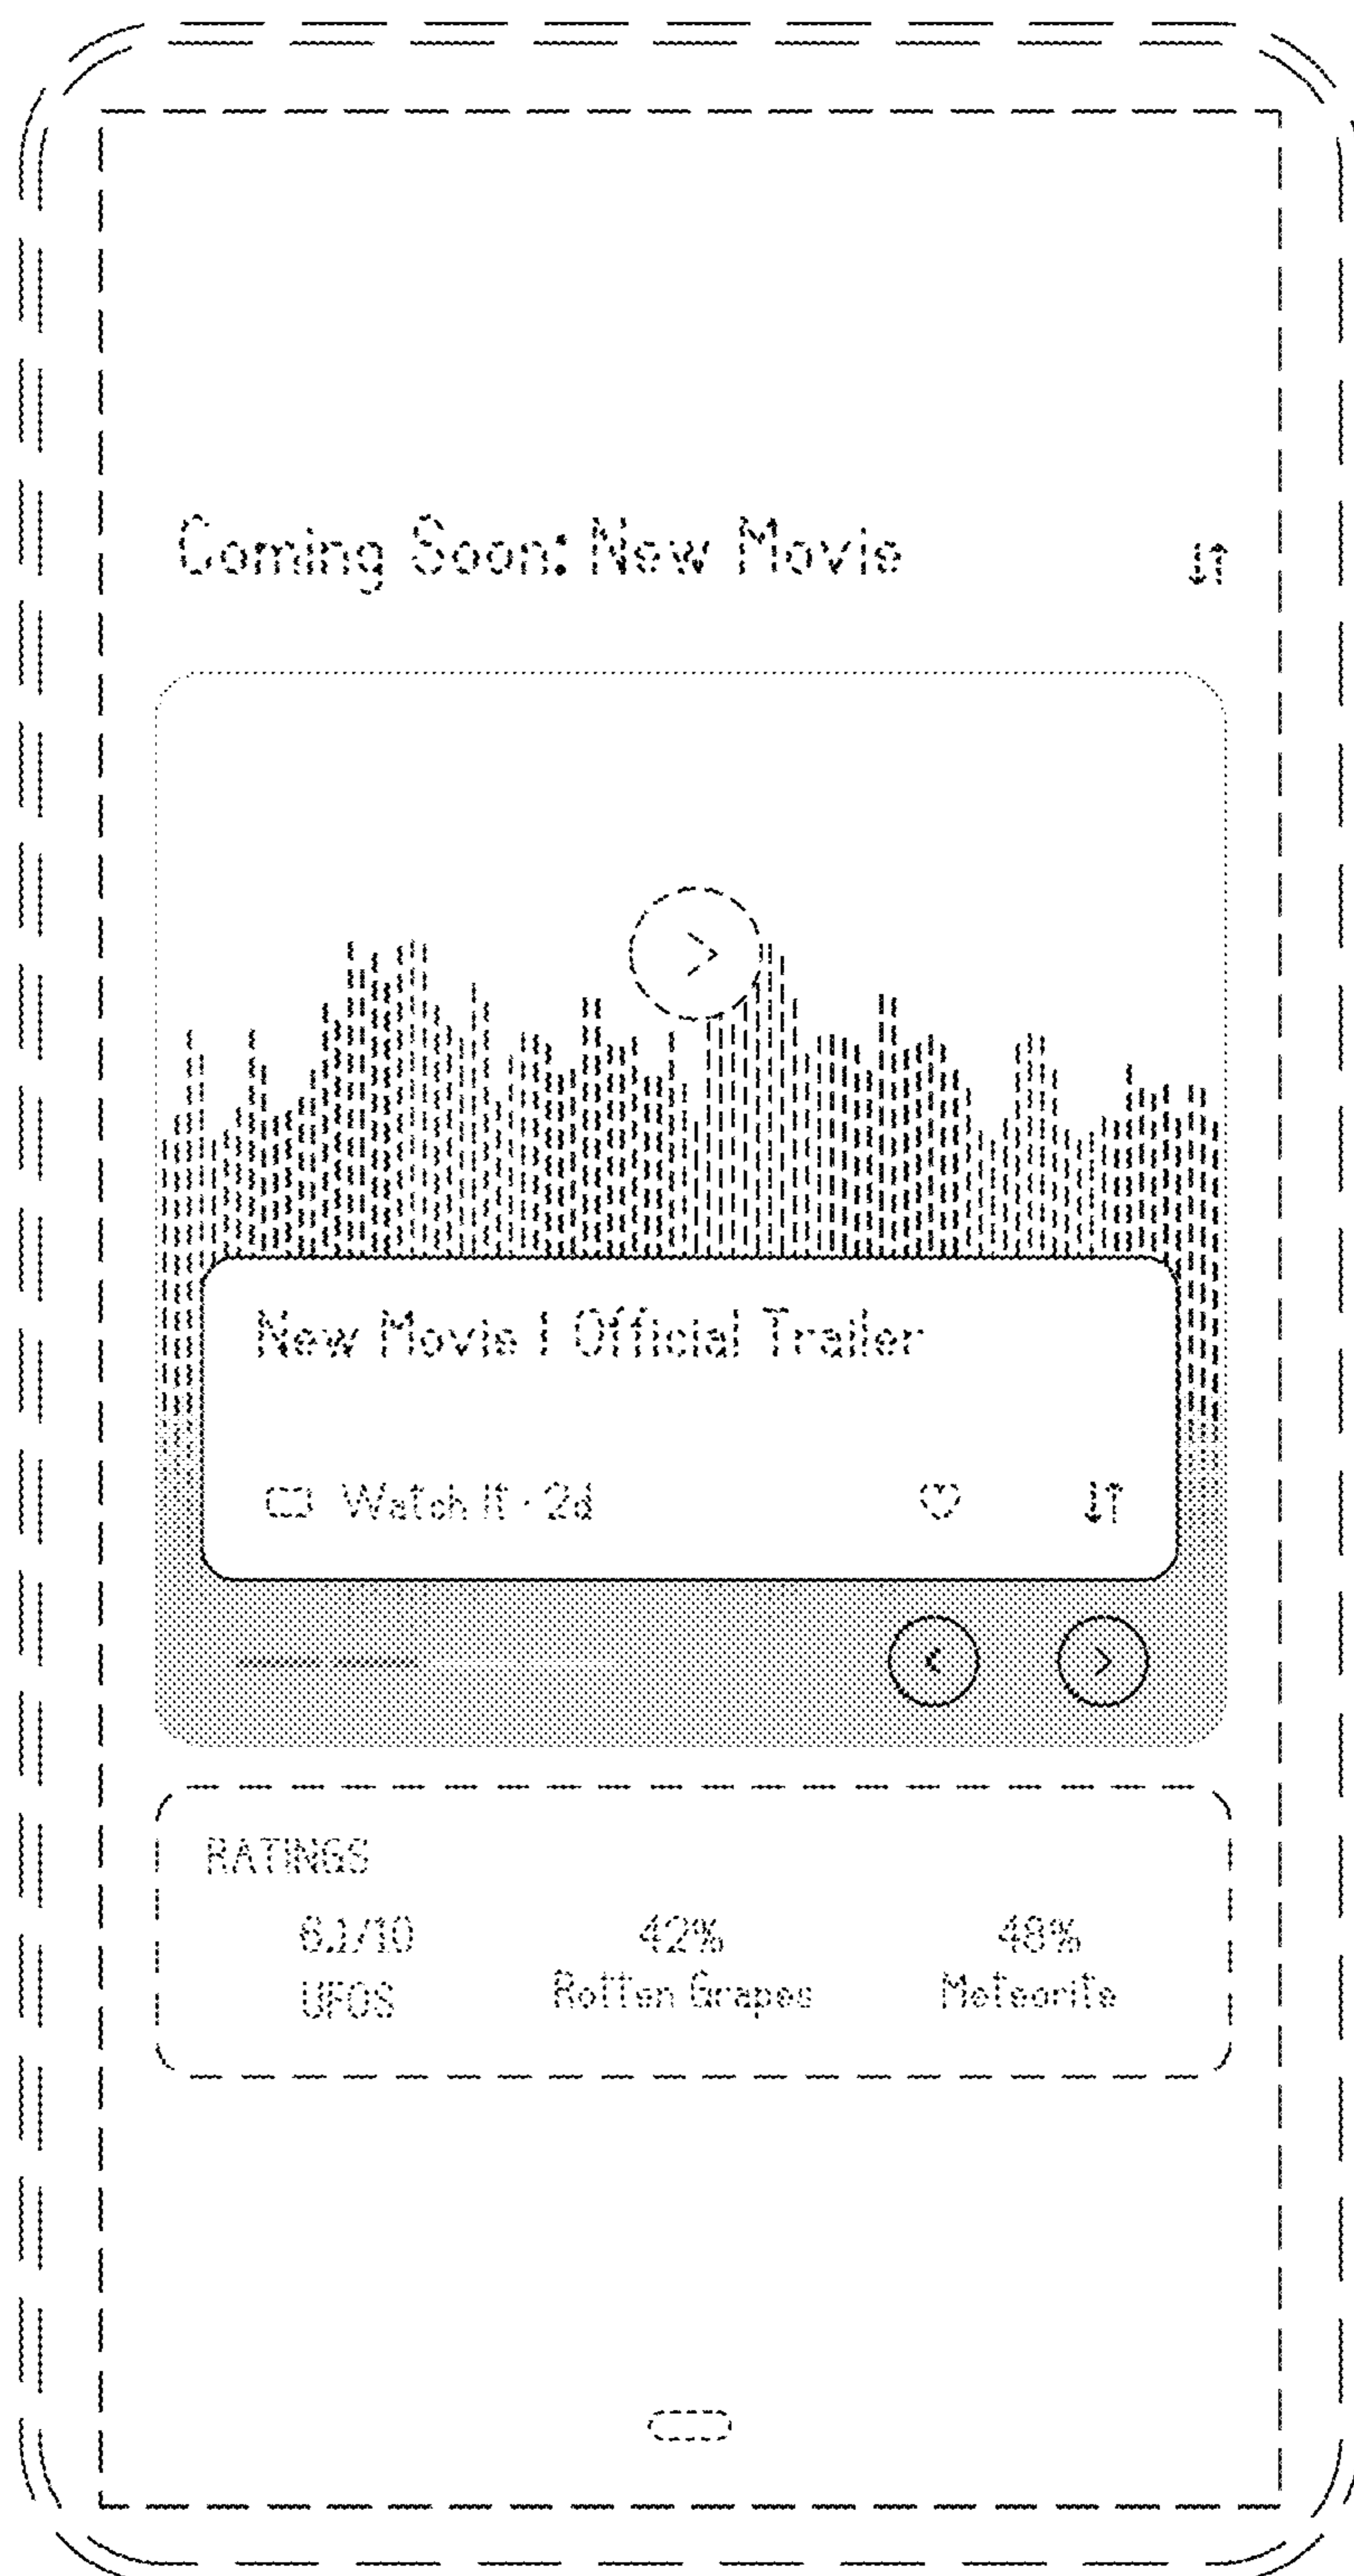 Coming Soon: New Movie
New Movie | Official Trailer
Watch It · 2d
RATINGS
6.1/10 42% 48%
UFOS Rotten Grapes Meteorite